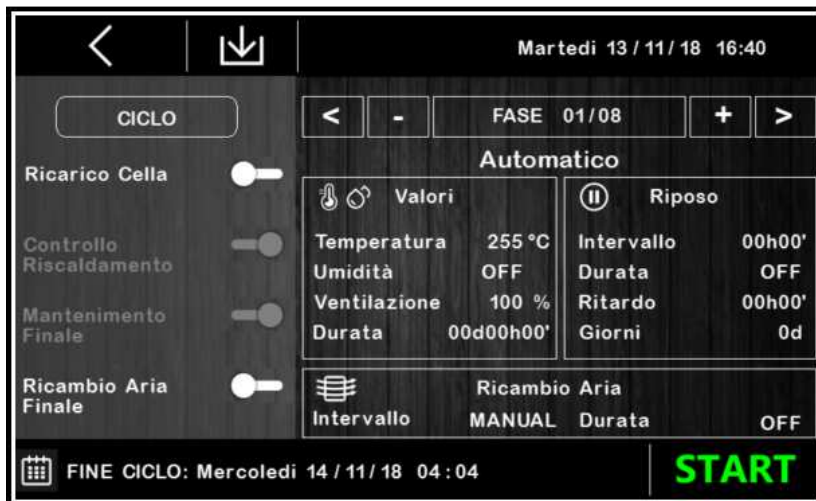 Martedi 13 / 11 / 18 16:40
CICLO
Ricarico Cella
Controllo
Riscaldamento
Mantenimento
Finale
Ricambio Aria
Finale
< - FASE 01/08 + >
Automatico
Valori
Temperatura 255 °C
Umidità OFF
Ventilazione 100 %
Durata 00d00h00'
Riposo
Intervallo 00h00'
Durata OFF
Ritardo 00h00'
Giorni 0d
Ricambio Aria
Intervallo MANUAL Durata OFF
FINE CICLO: Mercoledi 14 / 11 / 18 04 : 04
START